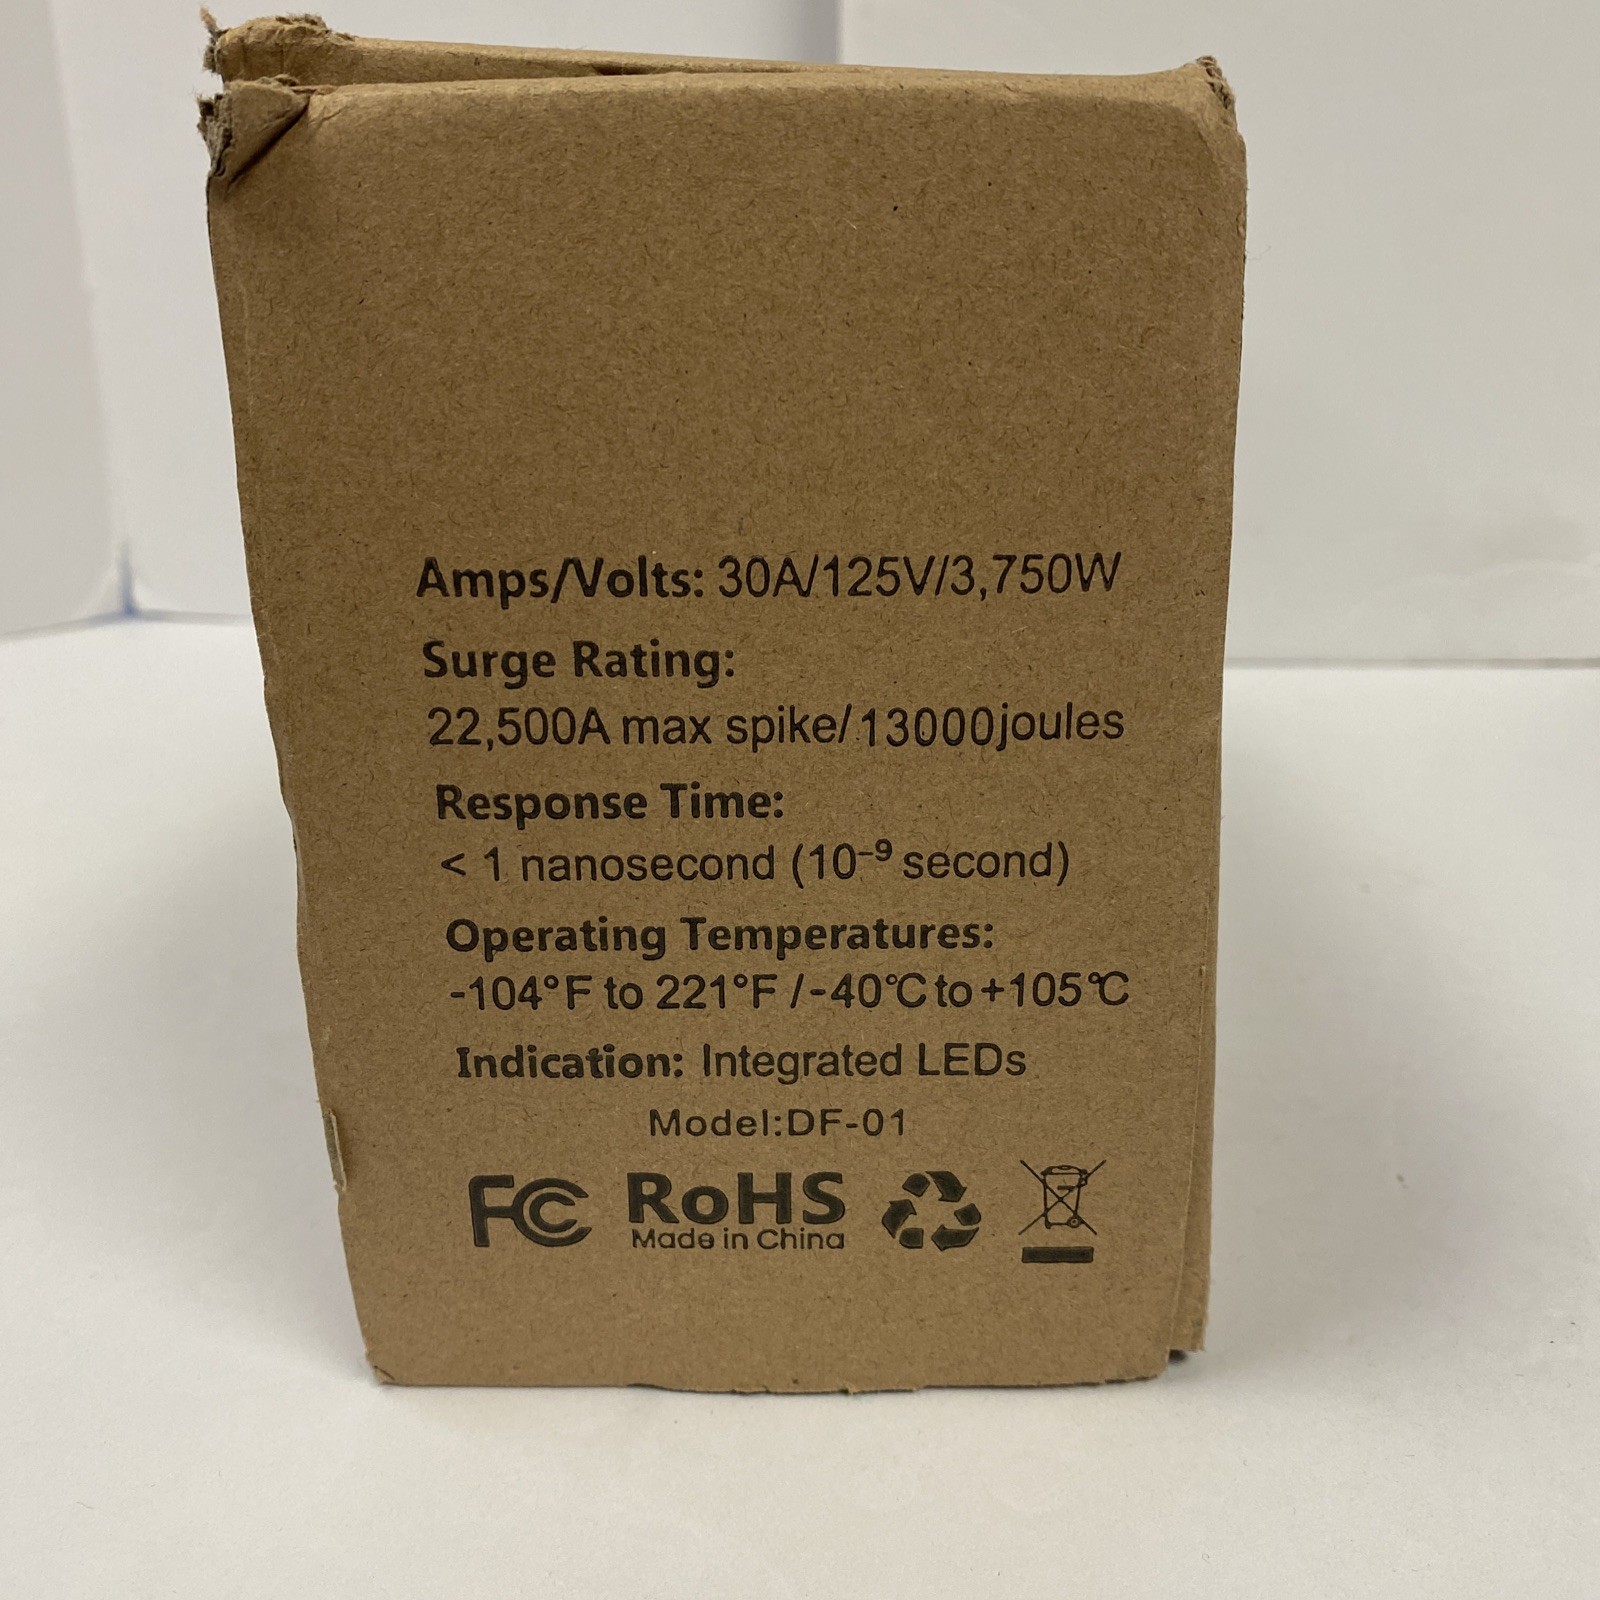 Amps/Volts: 30A/125V/3,750W
Surge Rating:
22,500A max spike/13000joules
Response Time:
< 1 nanosecond (10⁻⁹ second)
Operating Temperatures:
-104°F to 221°F /-40℃ to +105℃
Indication: Integrated LEDs
Model:DF-01
FC RoHS
Made in China